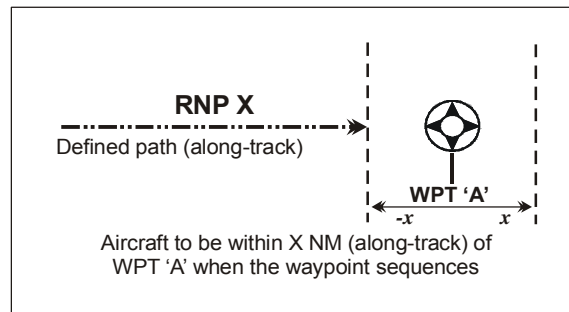 RNP X
Defined path (along-track)
WPT 'A'
-x x
Aircraft to be within X NM (along-track) of
WPT 'A' when the waypoint sequences